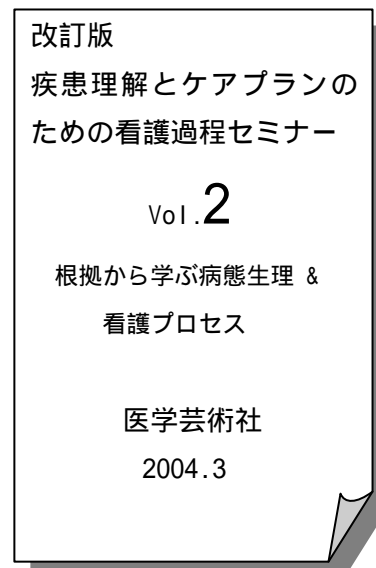 改訂版
疾患理解とケアプランの
ための看護過程セミナー
Vol.2
根拠から学ぶ病態生理 &
看護プロセス
医学芸術社
2004.3